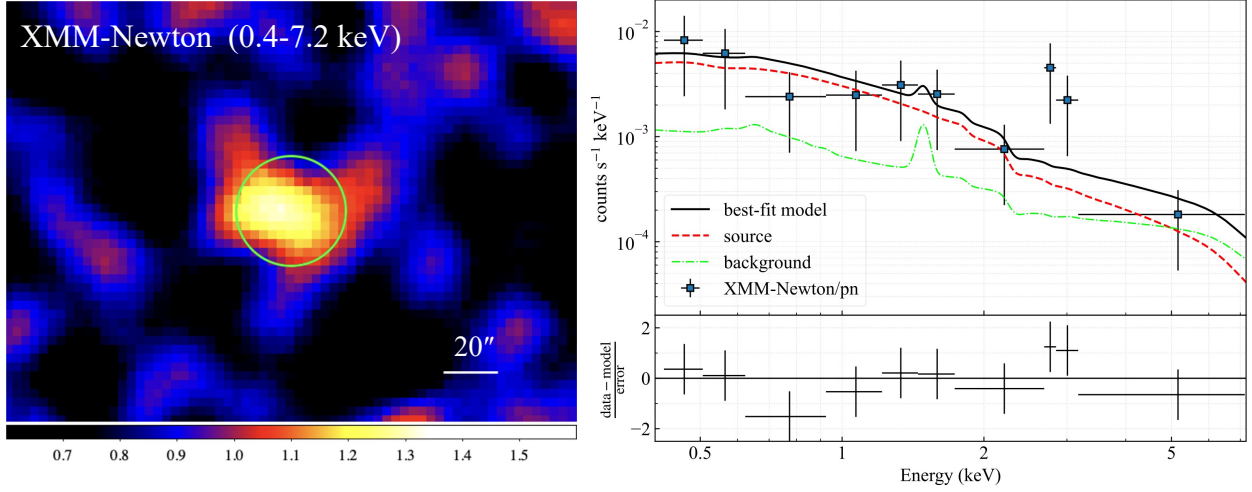 XMM-Newton (0.4-7.2 keV)
20″
0.7 0.8 0.9 1.0 1.1 1.2 1.3 1.4 1.5
10⁻²
10⁻³
10⁻⁴
counts s⁻¹ keV⁻¹
best-fit model
source
background
XMM-Newton/pn
2
0
−2
data−model
error
0.5 1 2 5
Energy (keV)